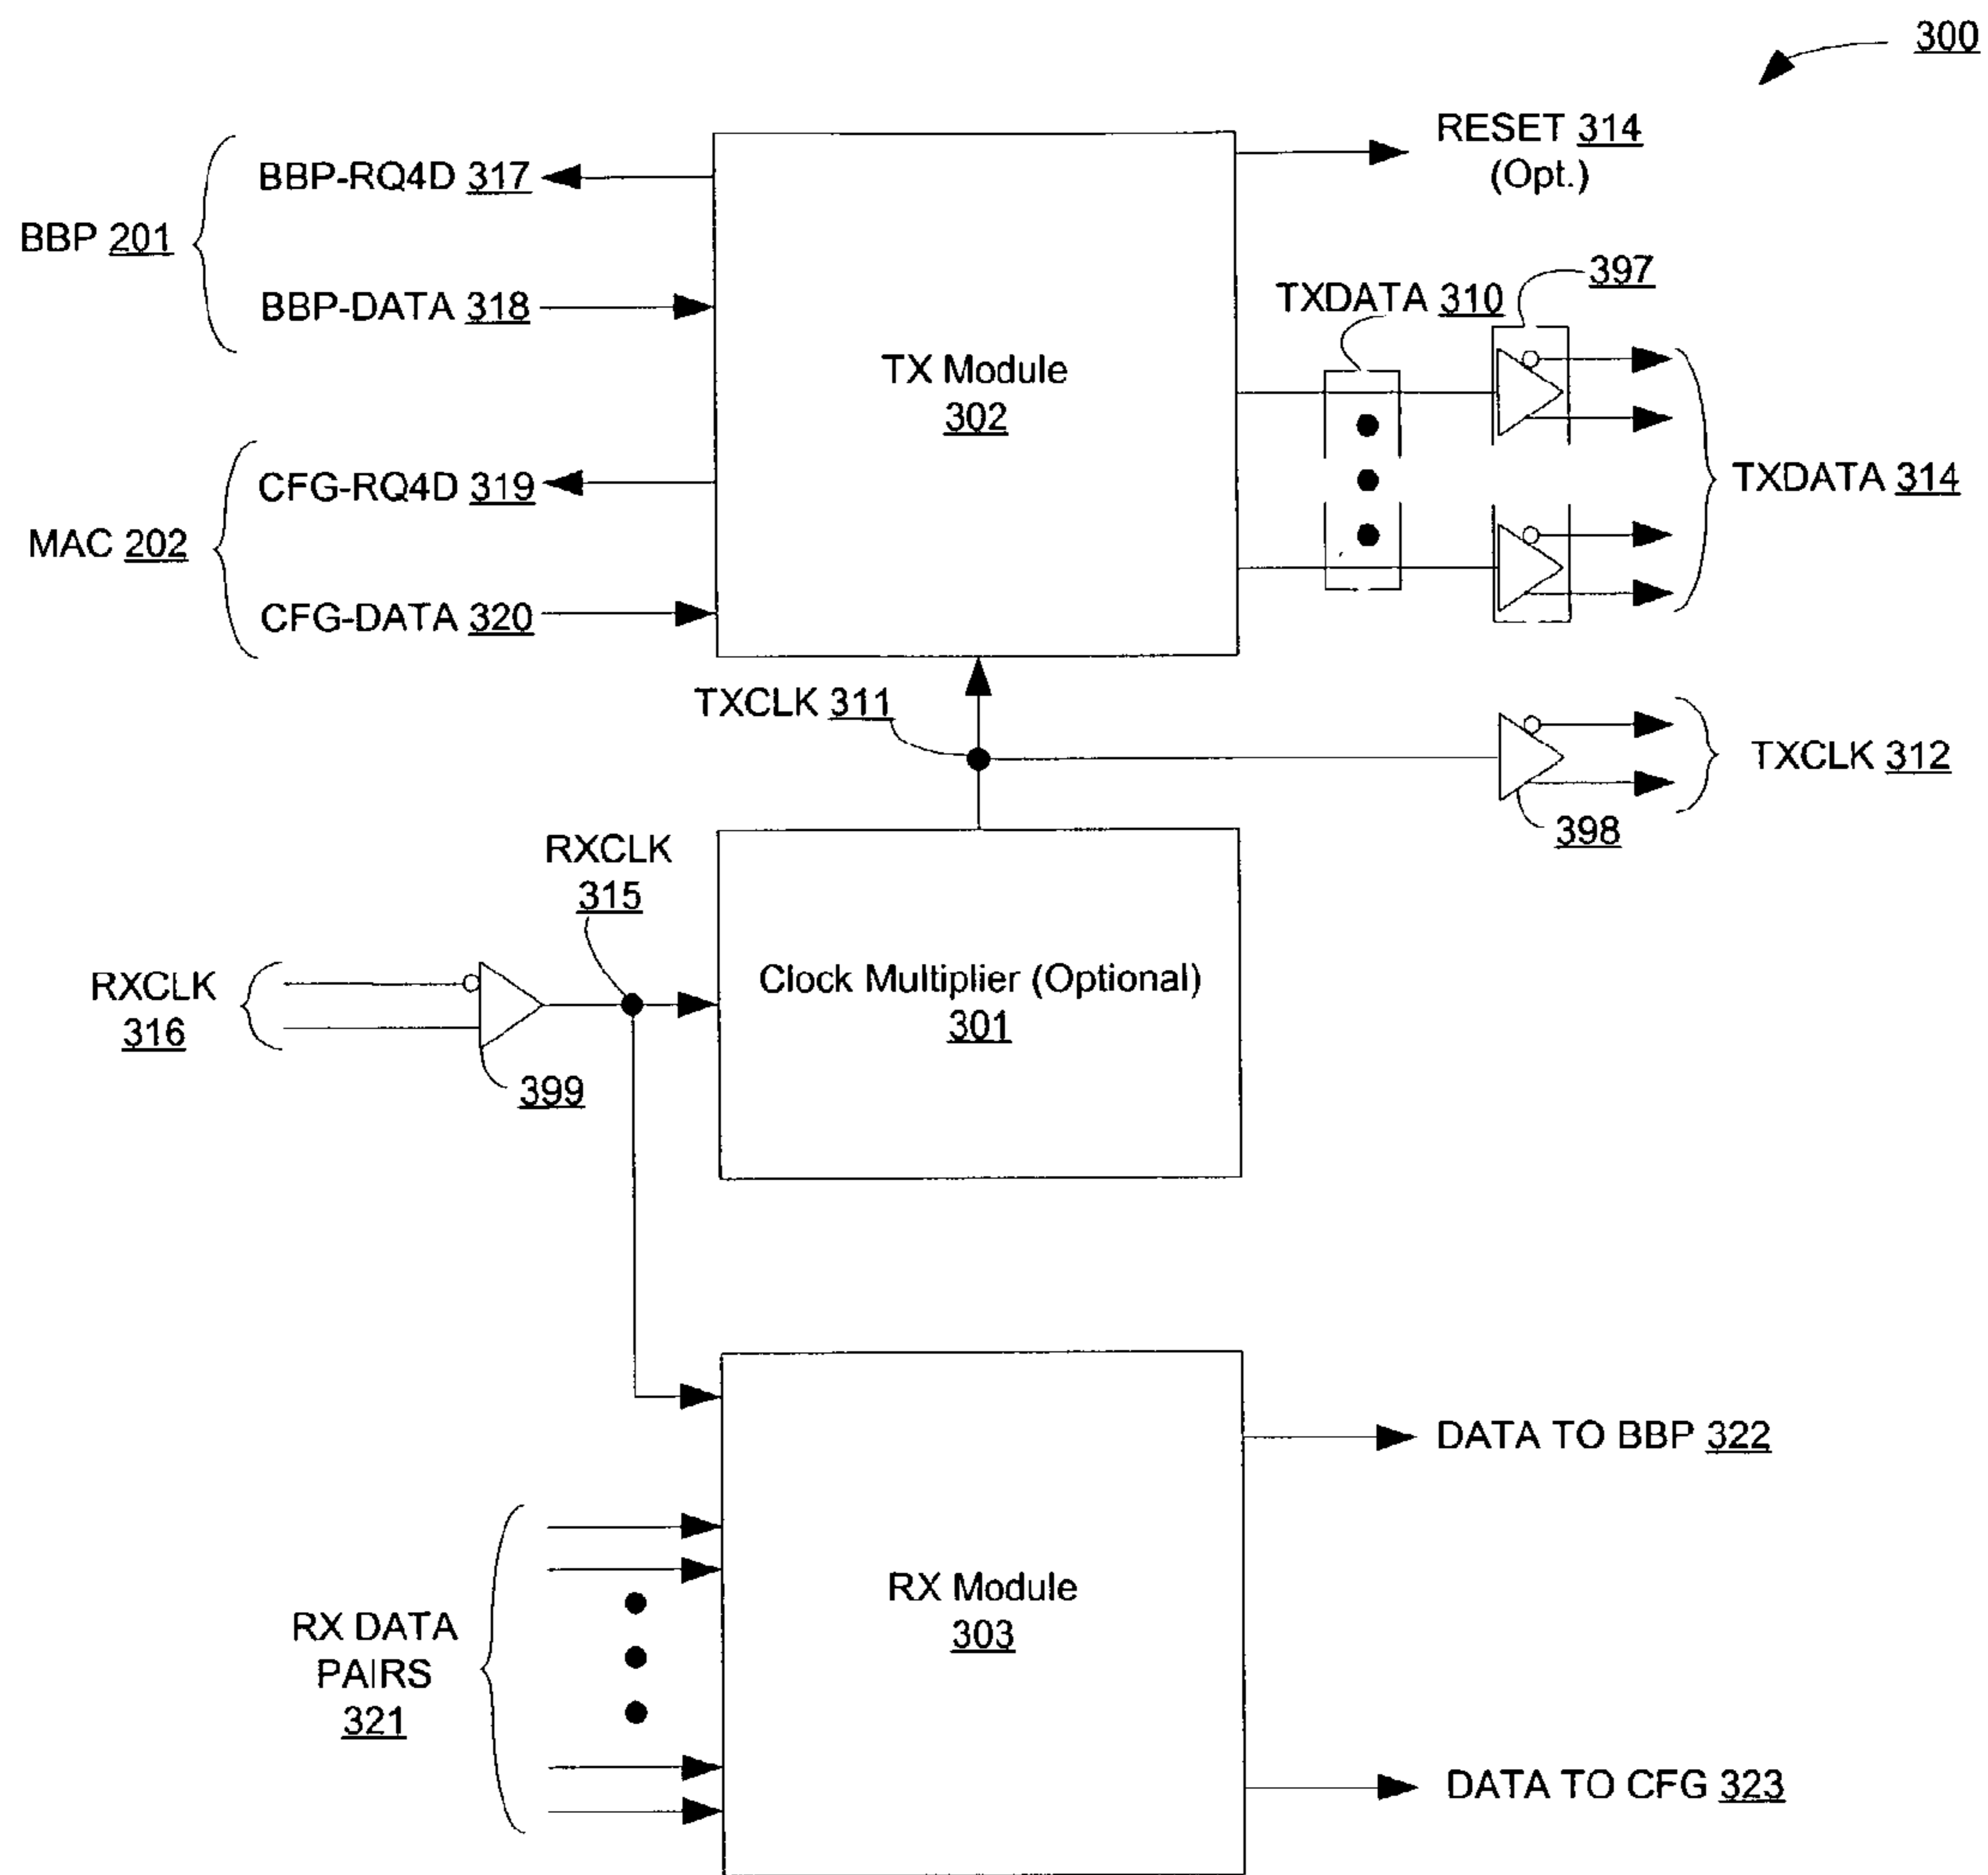 300
RESET 314
(Opt.)
BBP-RQ4D 317
BBP 201
BBP-DATA 318
397
TXDATA 310
TX Module
302
CFG-RQ4D 319
TXDATA 314
MAC 202
CFG-DATA 320
TXCLK 311
TXCLK 312
398
RXCLK
315
RXCLK
316
Clock Multiplier (Optional)
301
399
DATA TO BBP 322
RX Module
303
RX DATA
PAIRS
321
DATA TO CFG 323